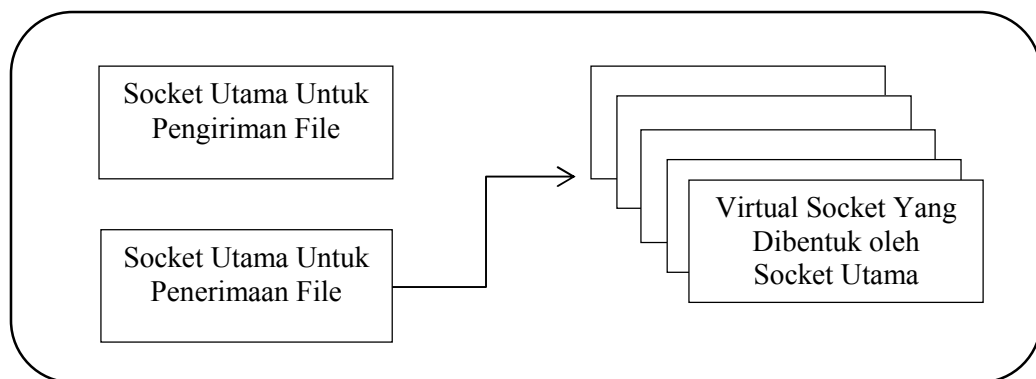 Socket Utama Untuk
Pengiriman File
Socket Utama Untuk
Penerimaan File
Virtual Socket Yang
Dibentuk oleh
Socket Utama